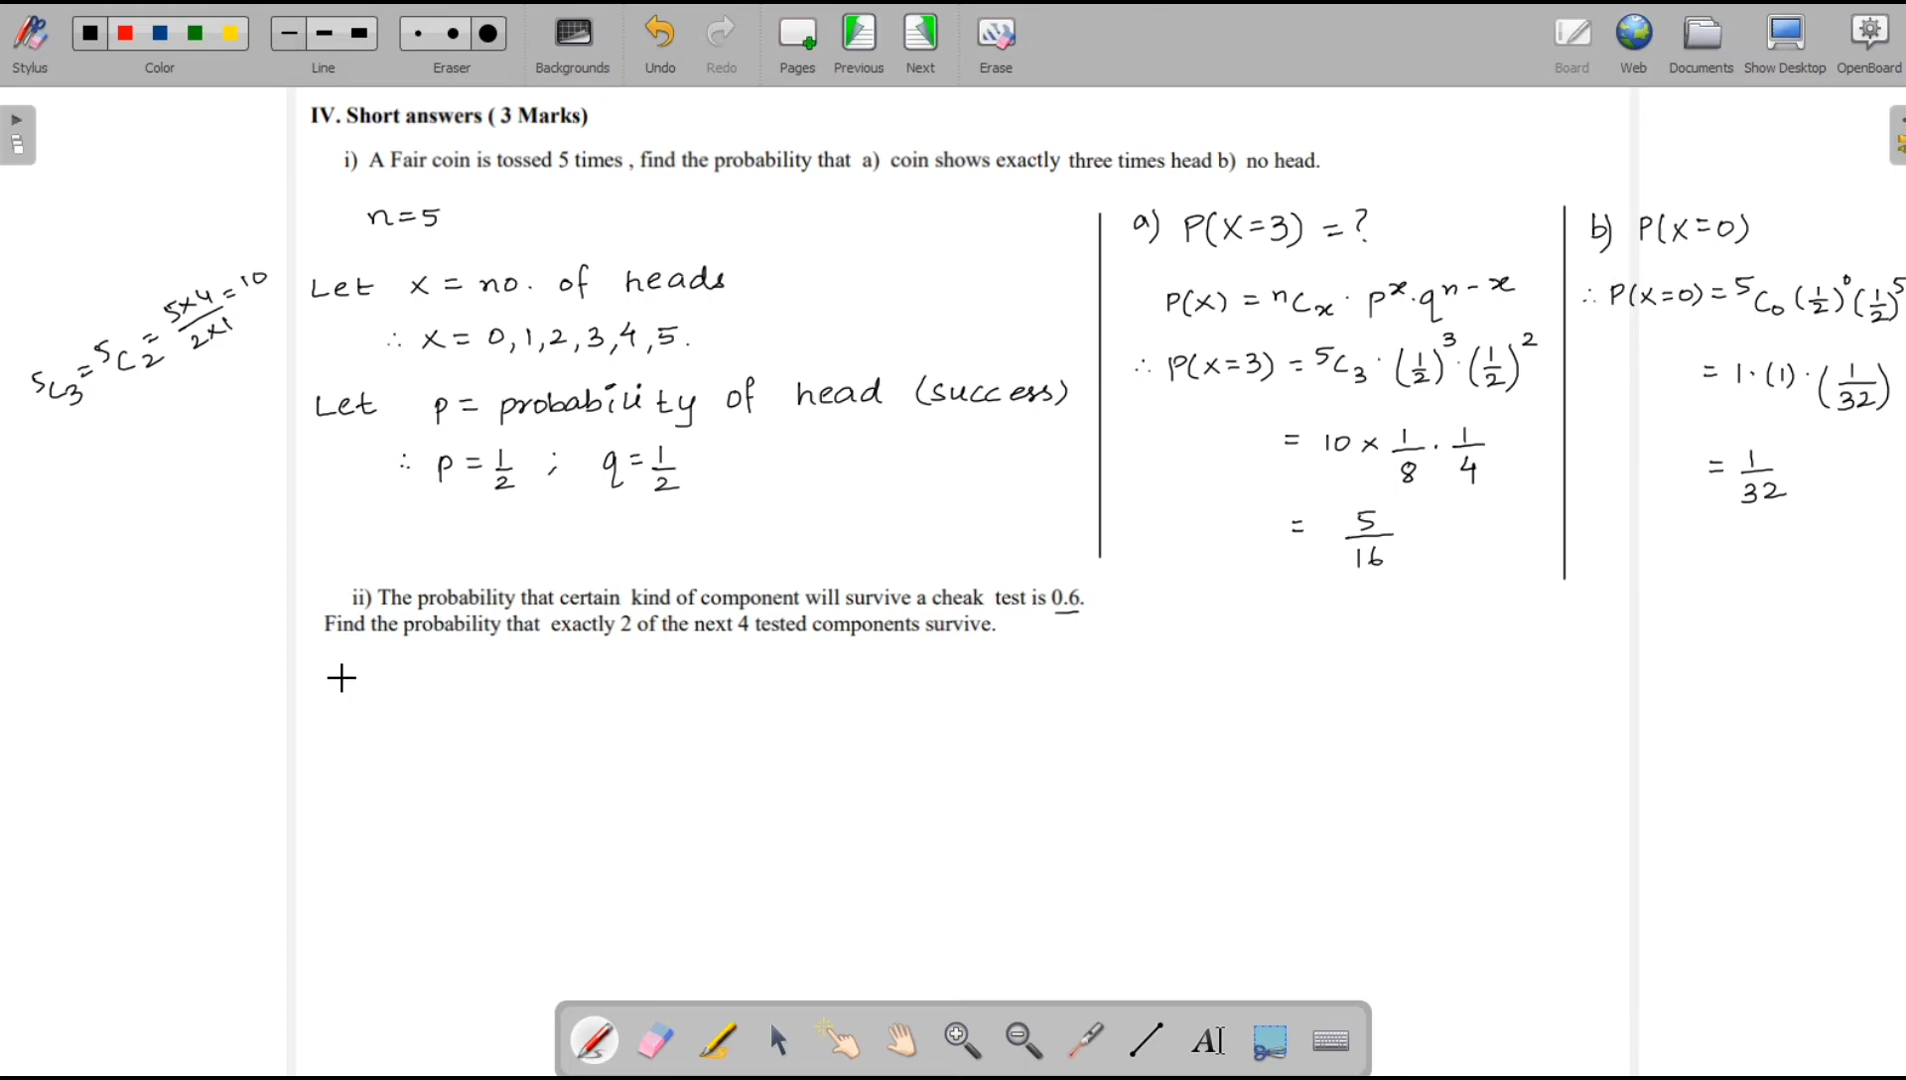 Stylus Color Line Eraser Backgrounds Undo Redo Pages Previous Next Erase Board Web Documents Show Desktop OpenBoard
IV. Short answers ( 3 Marks)
i) A Fair coin is tossed 5 times , find the probability that a) coin shows exactly three times head b) no head.
n = 5
Let x = no. of heads
∴ x = 0, 1, 2, 3, 4, 5.
Let p = probability of head (success)
∴ p = 1/2 ; q = 1/2
⁵C₃ = ⁵C₂ = 5×4/2×1 = 10
a) P(X=3) = ?
P(x) = ⁿCₓ · pˣ · qⁿ⁻ˣ
∴ P(x=3) = ⁵C₃ · (1/2)³ · (1/2)²
= 10 × 1/8 · 1/4
= 5/16
b) P(x=0)
∴ P(x=0) = ⁵C₀ (1/2)⁰ (1/2)⁵
= 1 · (1) · (1/32)
= 1/32
ii) The probability that certain kind of component will survive a cheak test is 0.6.
Find the probability that exactly 2 of the next 4 tested components survive.